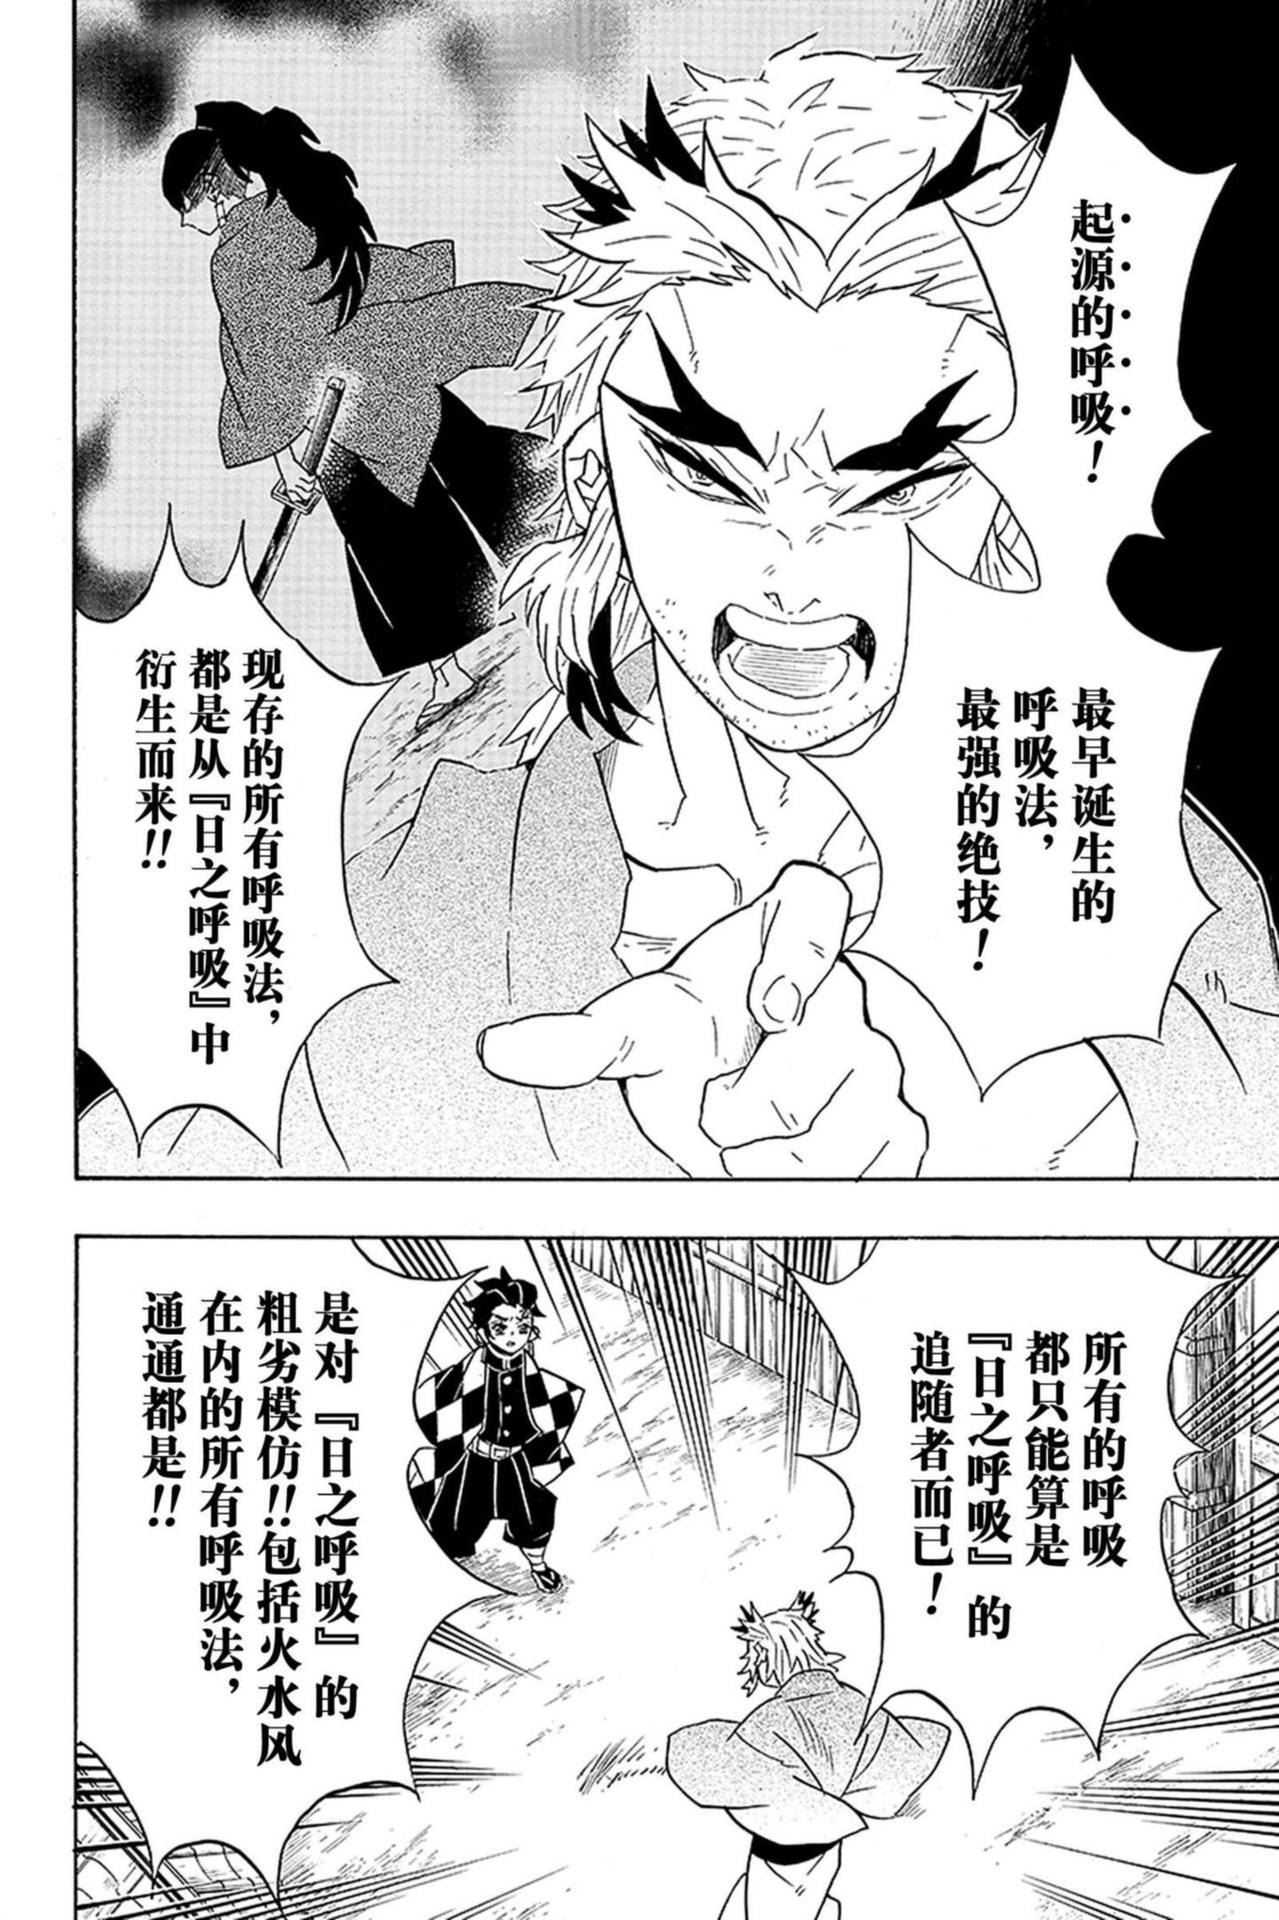 起源的呼吸！
最早诞生的
呼吸法，
最强的绝技！
现存的所有呼吸法，
都是从『日之呼吸』中
衍生而来!!
所有的呼吸
都只能算是
『日之呼吸』的
追随者而已！
是对『日之呼吸』的
粗劣模仿!!包括火水风
在内的所有呼吸法，
通通都是!!